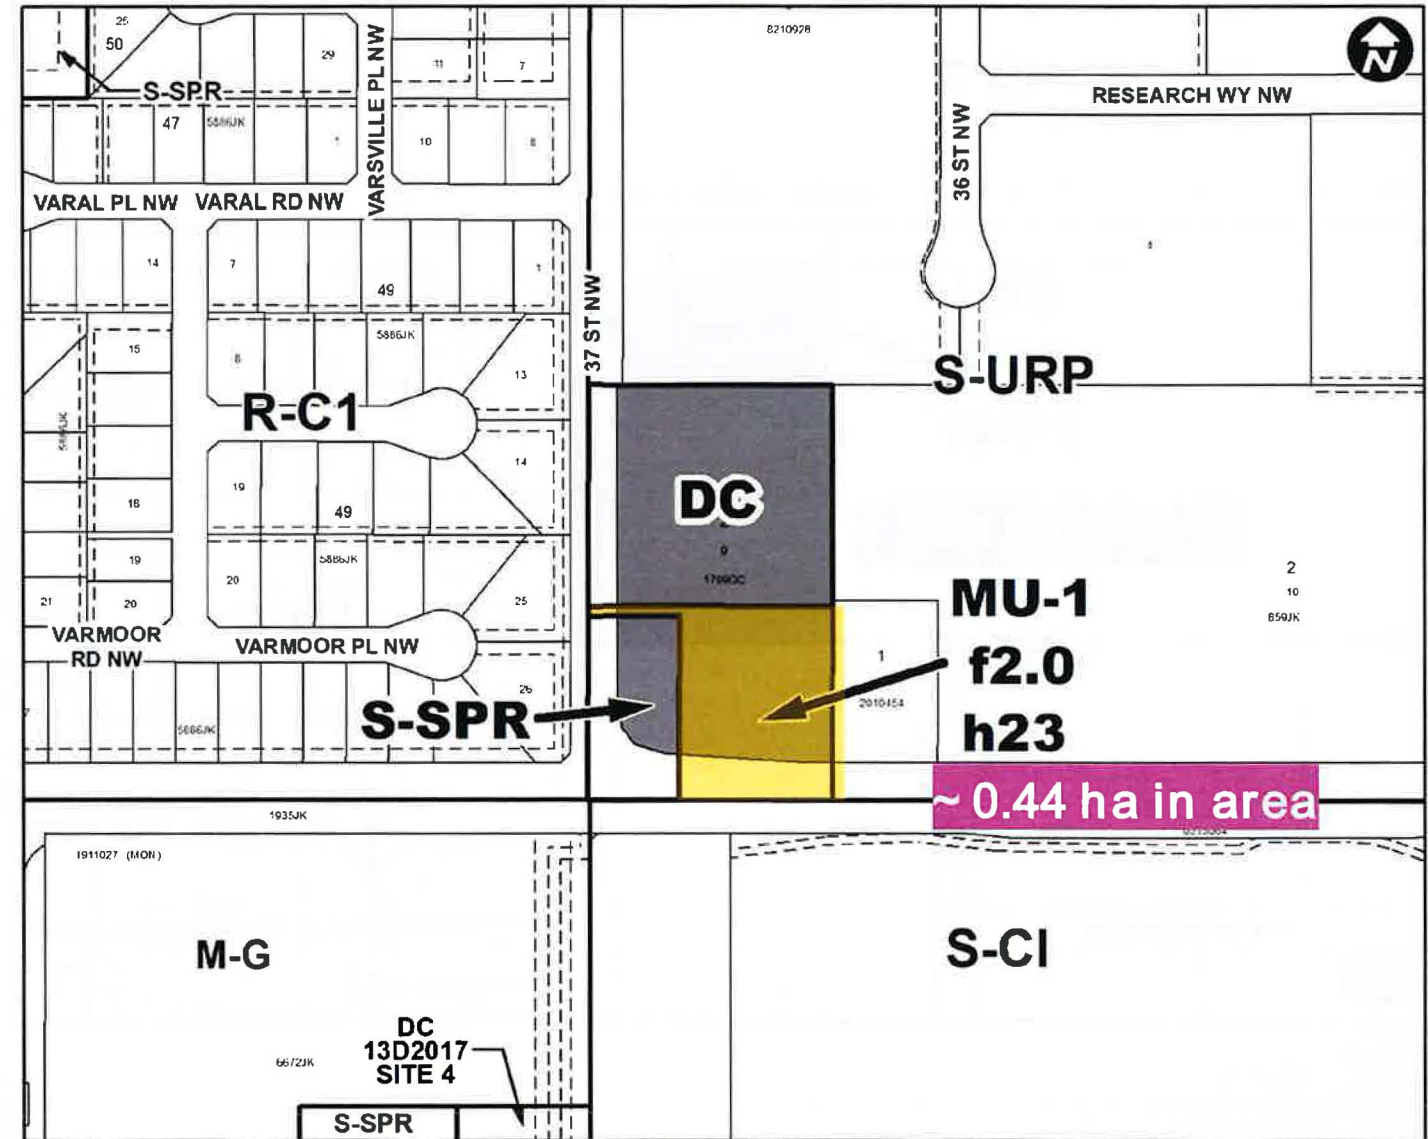 25
50
29
11
7
8210928
N
S-SPR
RESEARCH WY NW
47
5886JK
1
10
8
VARSVILLE PL NW
36 ST NW
VARAL PL NW
VARAL RD NW
14
7
49
1
37 ST NW
15
8
5886JK
13
S-URP
R-C1
5886JK
14
18
19
49
DC
9
1789GC
19
20
5886JK
25
21
20
2
10
659JK
MU-1
f2.0
h23
VARMOOR
RD NW
VARMOOR PL NW
1
2010454
26
S-SPR
5886JK
~ 0.44 ha in area
1935JK
1911027 (MON)
M-G
S-CI
DC
13D2017
SITE 4
6672JK
S-SPR